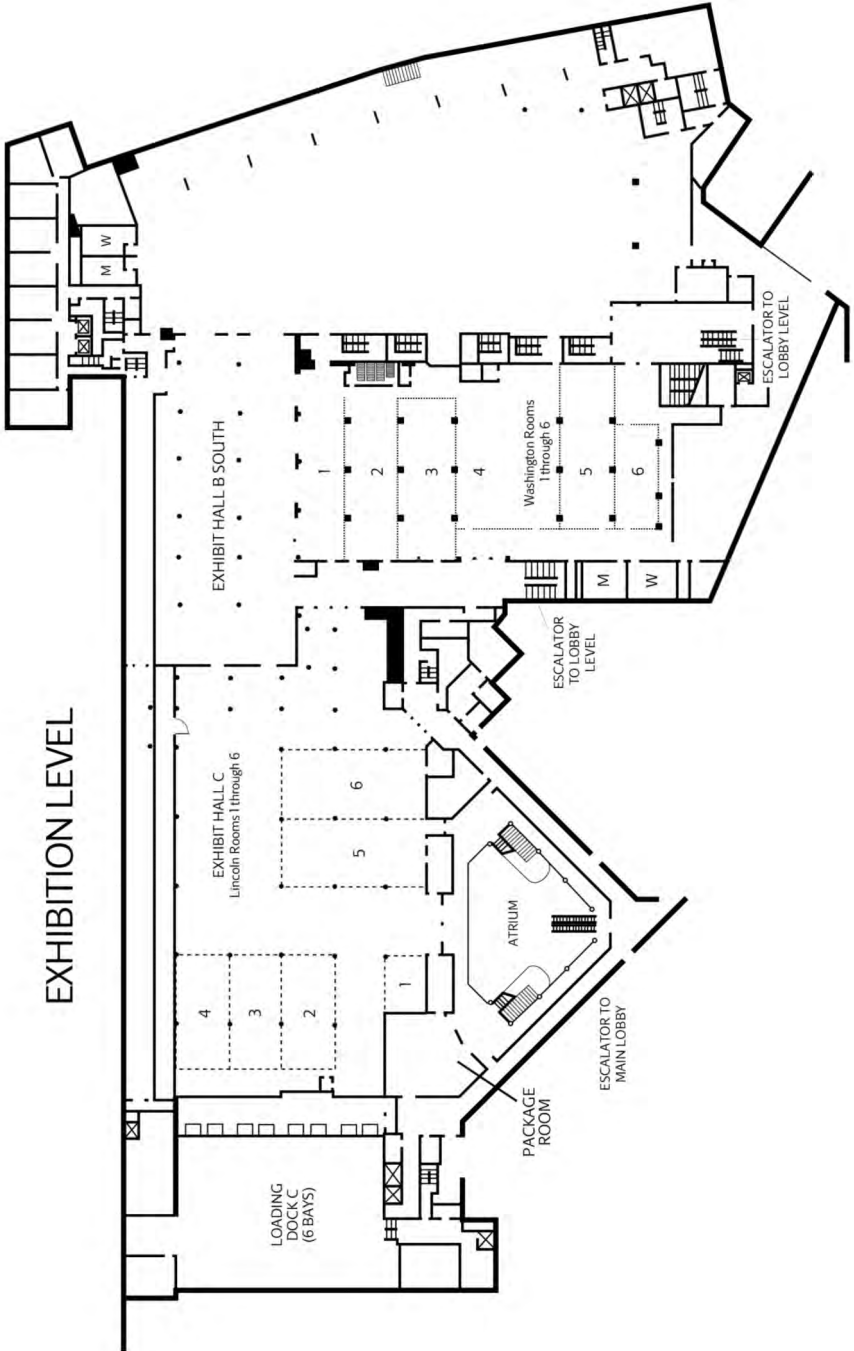 EXHIBITION LEVEL
M
W
EXHIBIT HALL B SOUTH
1
2
3
4
Washington Rooms
1 through 6
5
6
ESCALATOR TO
LOBBY LEVEL
M
W
ESCALATOR
TO LOBBY
LEVEL
EXHIBIT HALL C
Lincoln Rooms 1 through 6
6
5
4
3
2
1
ATRIUM
ESCALATOR TO
MAIN LOBBY
PACKAGE
ROOM
LOADING
DOCK C
(6 BAYS)